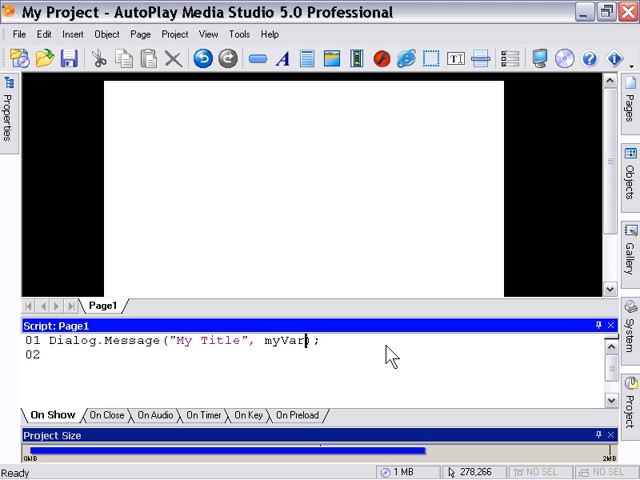 My Project - AutoPlay Media Studio 5.0 Professional
File Edit Insert Object Page Project View Tools Help
Properties
Pages
Objects
Gallery
System
Project
Page1
Script: Page1
01 Dialog.Message("My Title", myVar);
02
On Show On Close On Audio On Timer On Key On Preload
Project Size
0MB 2MB
Ready 1 MB 278,266 NO SEL NO SEL